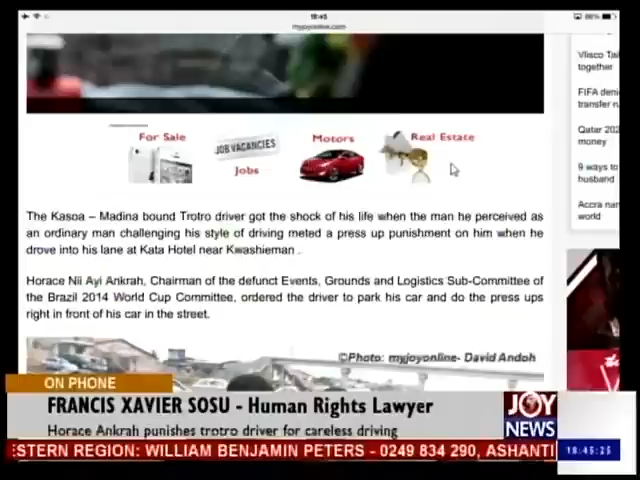 18:45
myjoyonline.com
86%
For Sale
JOB VACANCIES
Jobs
Motors
Real Estate
The Kasoa – Madina bound Trotro driver got the shock of his life when the man he perceived as
an ordinary man challenging his style of driving meted a press up punishment on him when he
drove into his lane at Kata Hotel near Kwashieman .
Horace Nii Ayi Ankrah, Chairman of the defunct Events, Grounds and Logistics Sub-Committee of
the Brazil 2014 World Cup Committee, ordered the driver to park his car and do the press ups
right in front of his car in the street.
Vlisco
together
FIFA
transfer
money
9 ways to
husband
Accra
world
©Photo: myjoyonline- David Andoh
ON PHONE
FRANCIS XAVIER SOSU - Human Rights Lawyer
Horace Ankrah punishes trotro driver for careless driving
JOY
NEWS
STERN REGION: WILLIAM BENJAMIN PETERS - 0249 834 290, ASHANTI
18:45:25